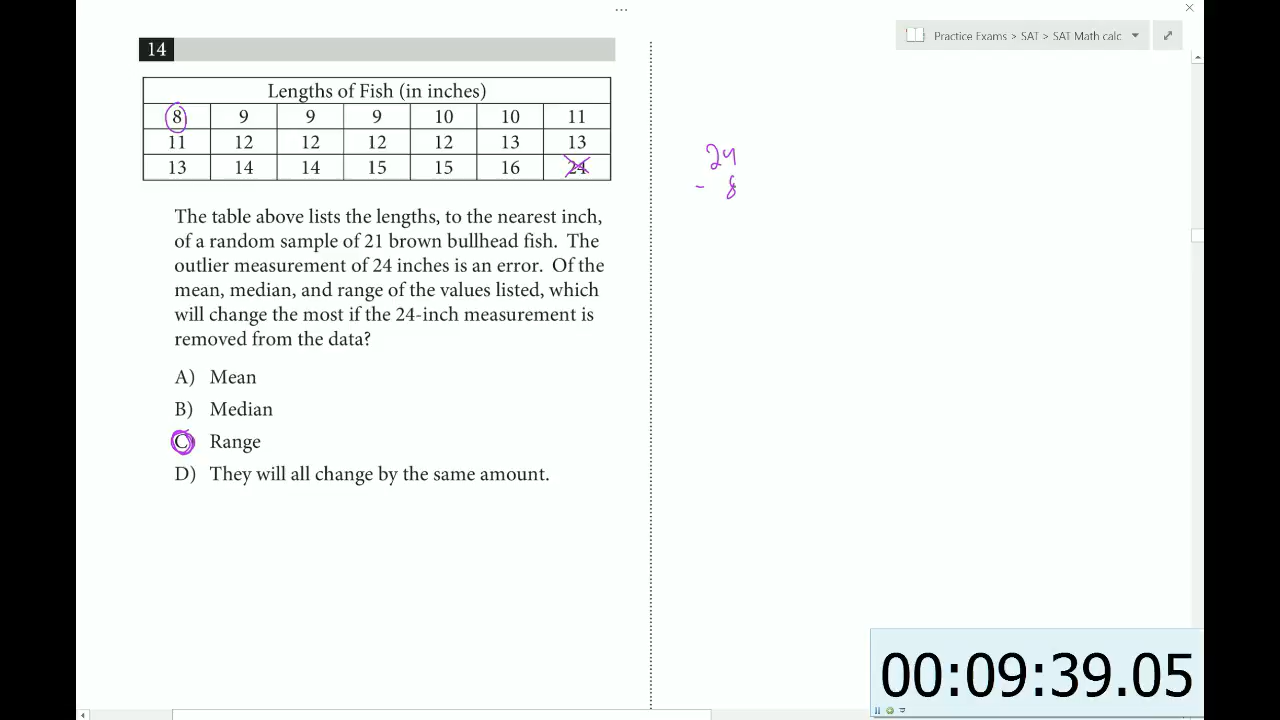 Practice Exams > SAT > SAT Math calc
14
Lengths of Fish (in inches)
8 9 9 9 10 10 11
11 12 12 12 12 13 13
13 14 14 15 15 16 24
24
- 8
The table above lists the lengths, to the nearest inch,
of a random sample of 21 brown bullhead fish. The
outlier measurement of 24 inches is an error. Of the
mean, median, and range of the values listed, which
will change the most if the 24-inch measurement is
removed from the data?
A) Mean
B) Median
C) Range
D) They will all change by the same amount.
00:09:39.05